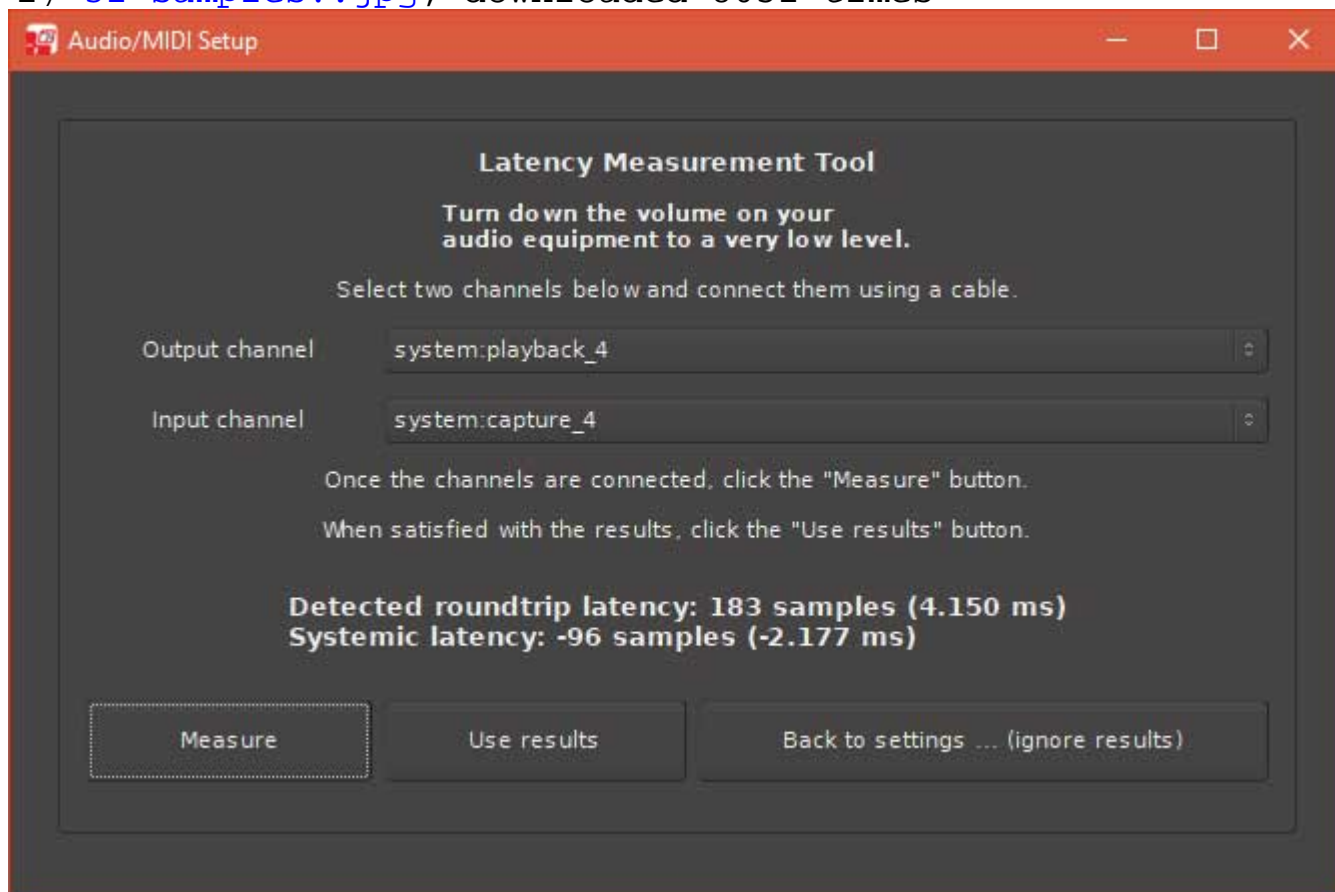 Audio/MIDI Setup
Latency Measurement Tool
Turn down the volume on your
audio equipment to a very low level.
Select two channels below and connect them using a cable.
Output channel
system:playback_4
Input channel
system:capture_4
Once the channels are connected, click the "Measure" button.
When satisfied with the results, click the "Use results" button.
Detected roundtrip latency: 183 samples (4.150 ms)
Systemic latency: -96 samples (-2.177 ms)
Measure
Use results
Back to settings ... (ignore results)